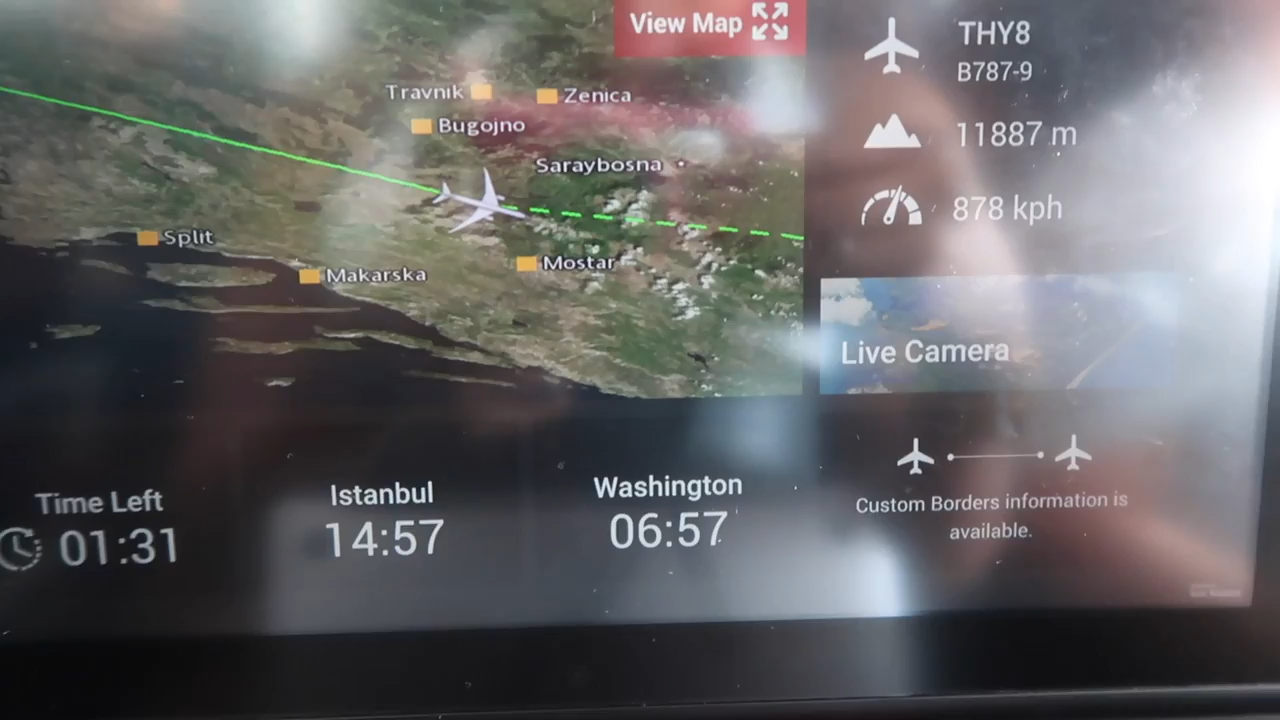 View Map
THY8
B787-9
11887 m
878 kph
Travnik
Zenica
Bugojno
Saraybosna
Split
Makarska
Mostar
Live Camera
Time Left
01:31
Istanbul
14:57
Washington
06:57
Custom Borders information is
available.